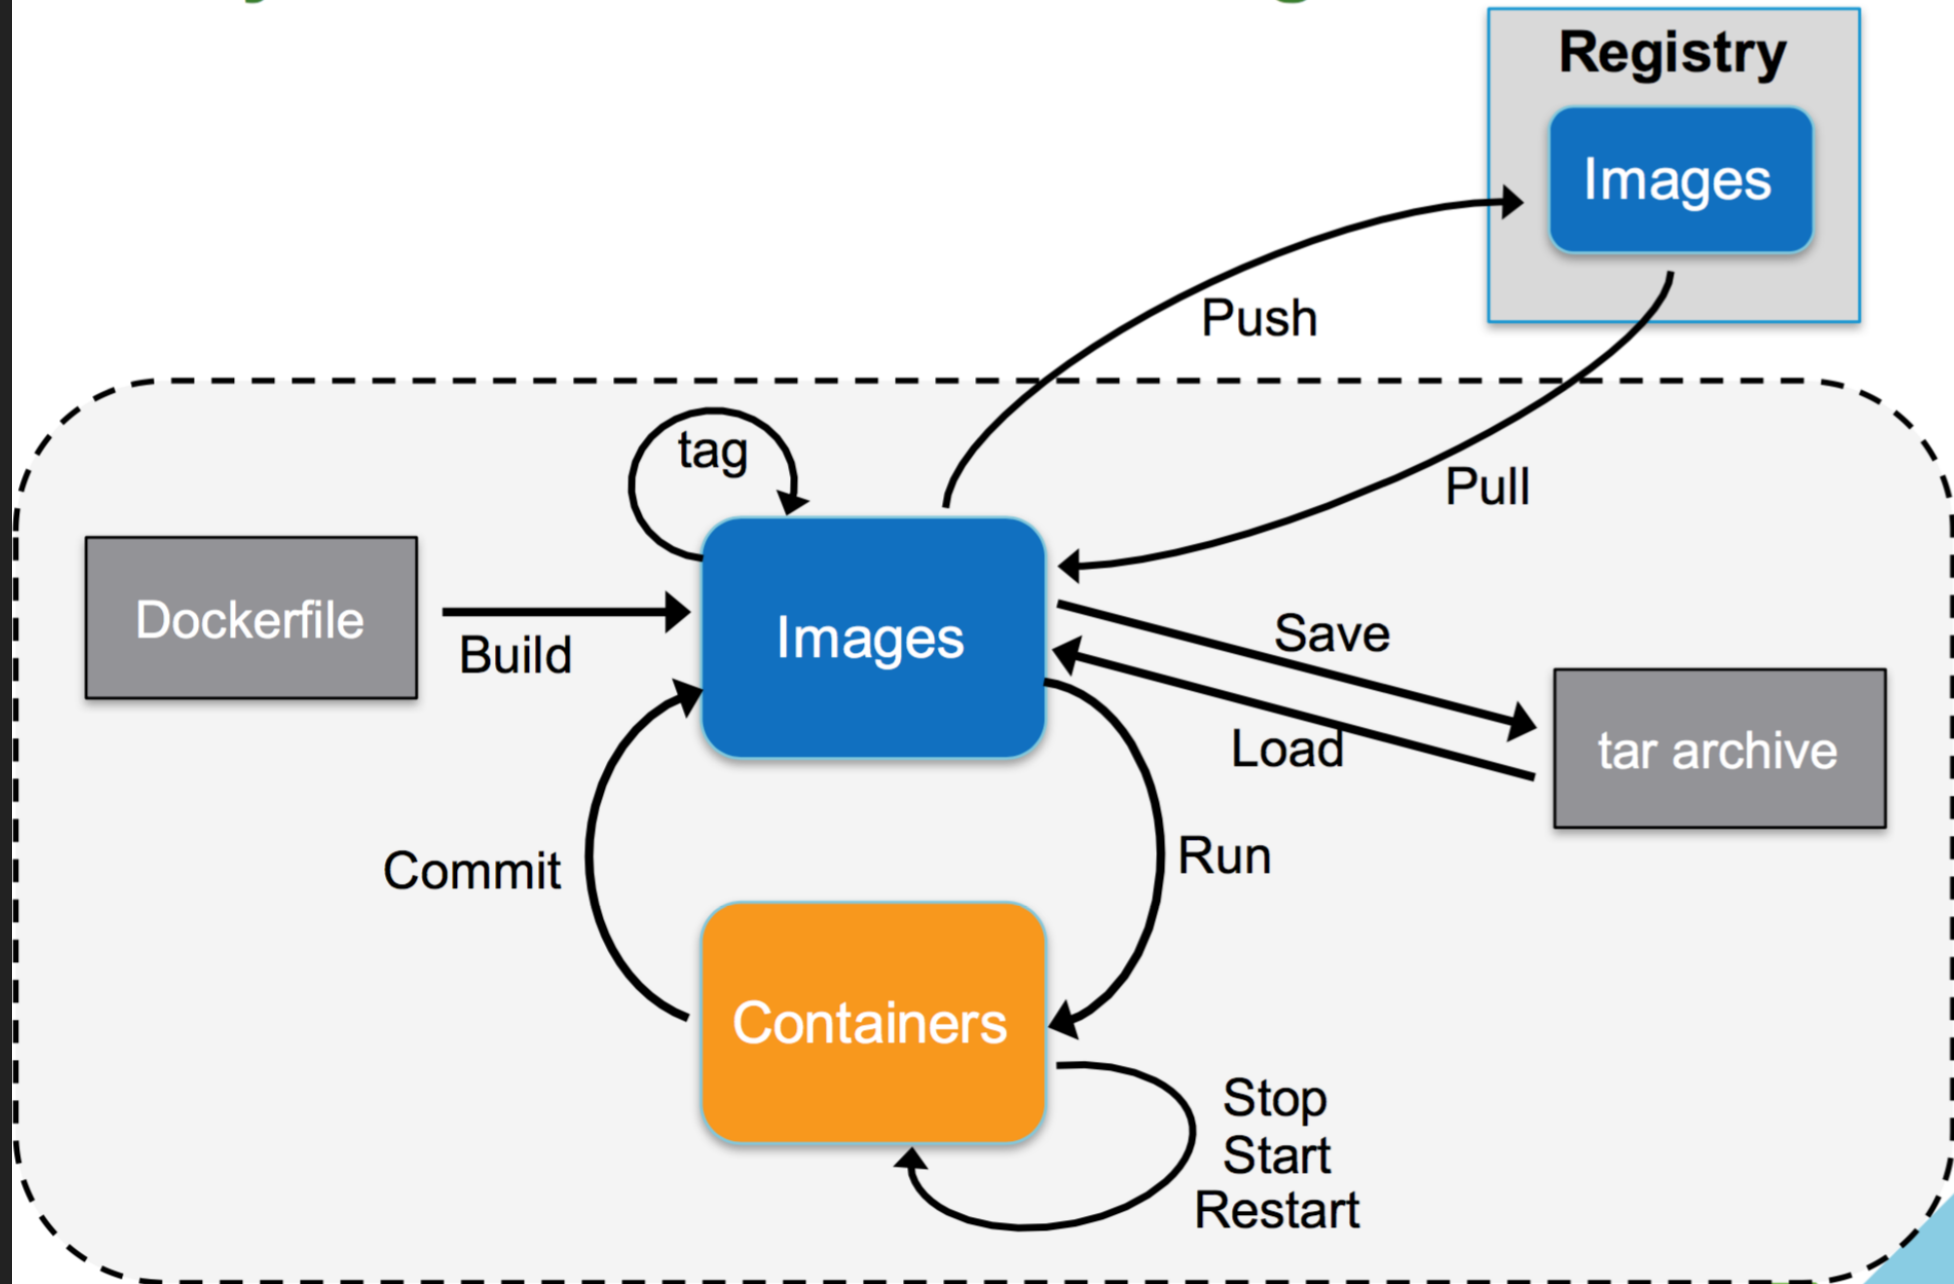 Registry
Images
Push
Pull
tag
Dockerfile
Build
Images
Save
Load
tar archive
Commit
Run
Containers
Stop
Start
Restart